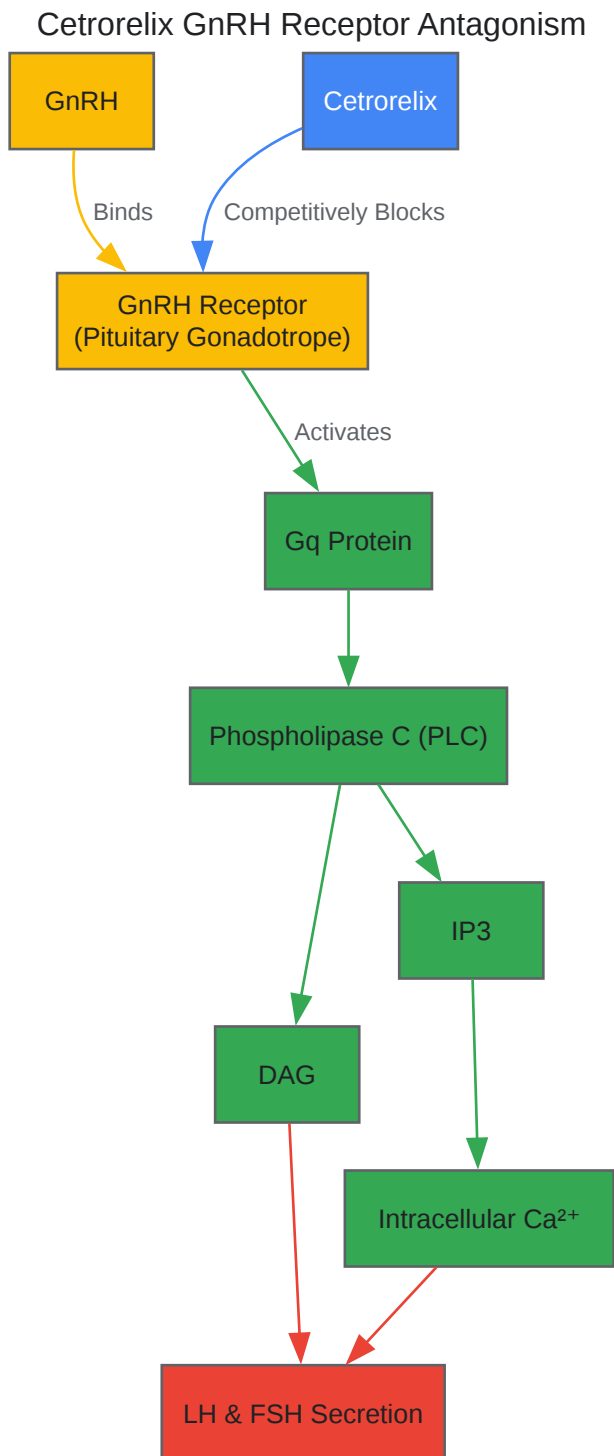 Cetrorelix GnRH Receptor Antagonism
GnRH
Cetrorelix
Binds
Competitively Blocks
GnRH Receptor
(Pituitary Gonadotrope)
Activates
Gq Protein
Phospholipase C (PLC)
IP3
DAG
Intracellular Ca²⁺
LH & FSH Secretion